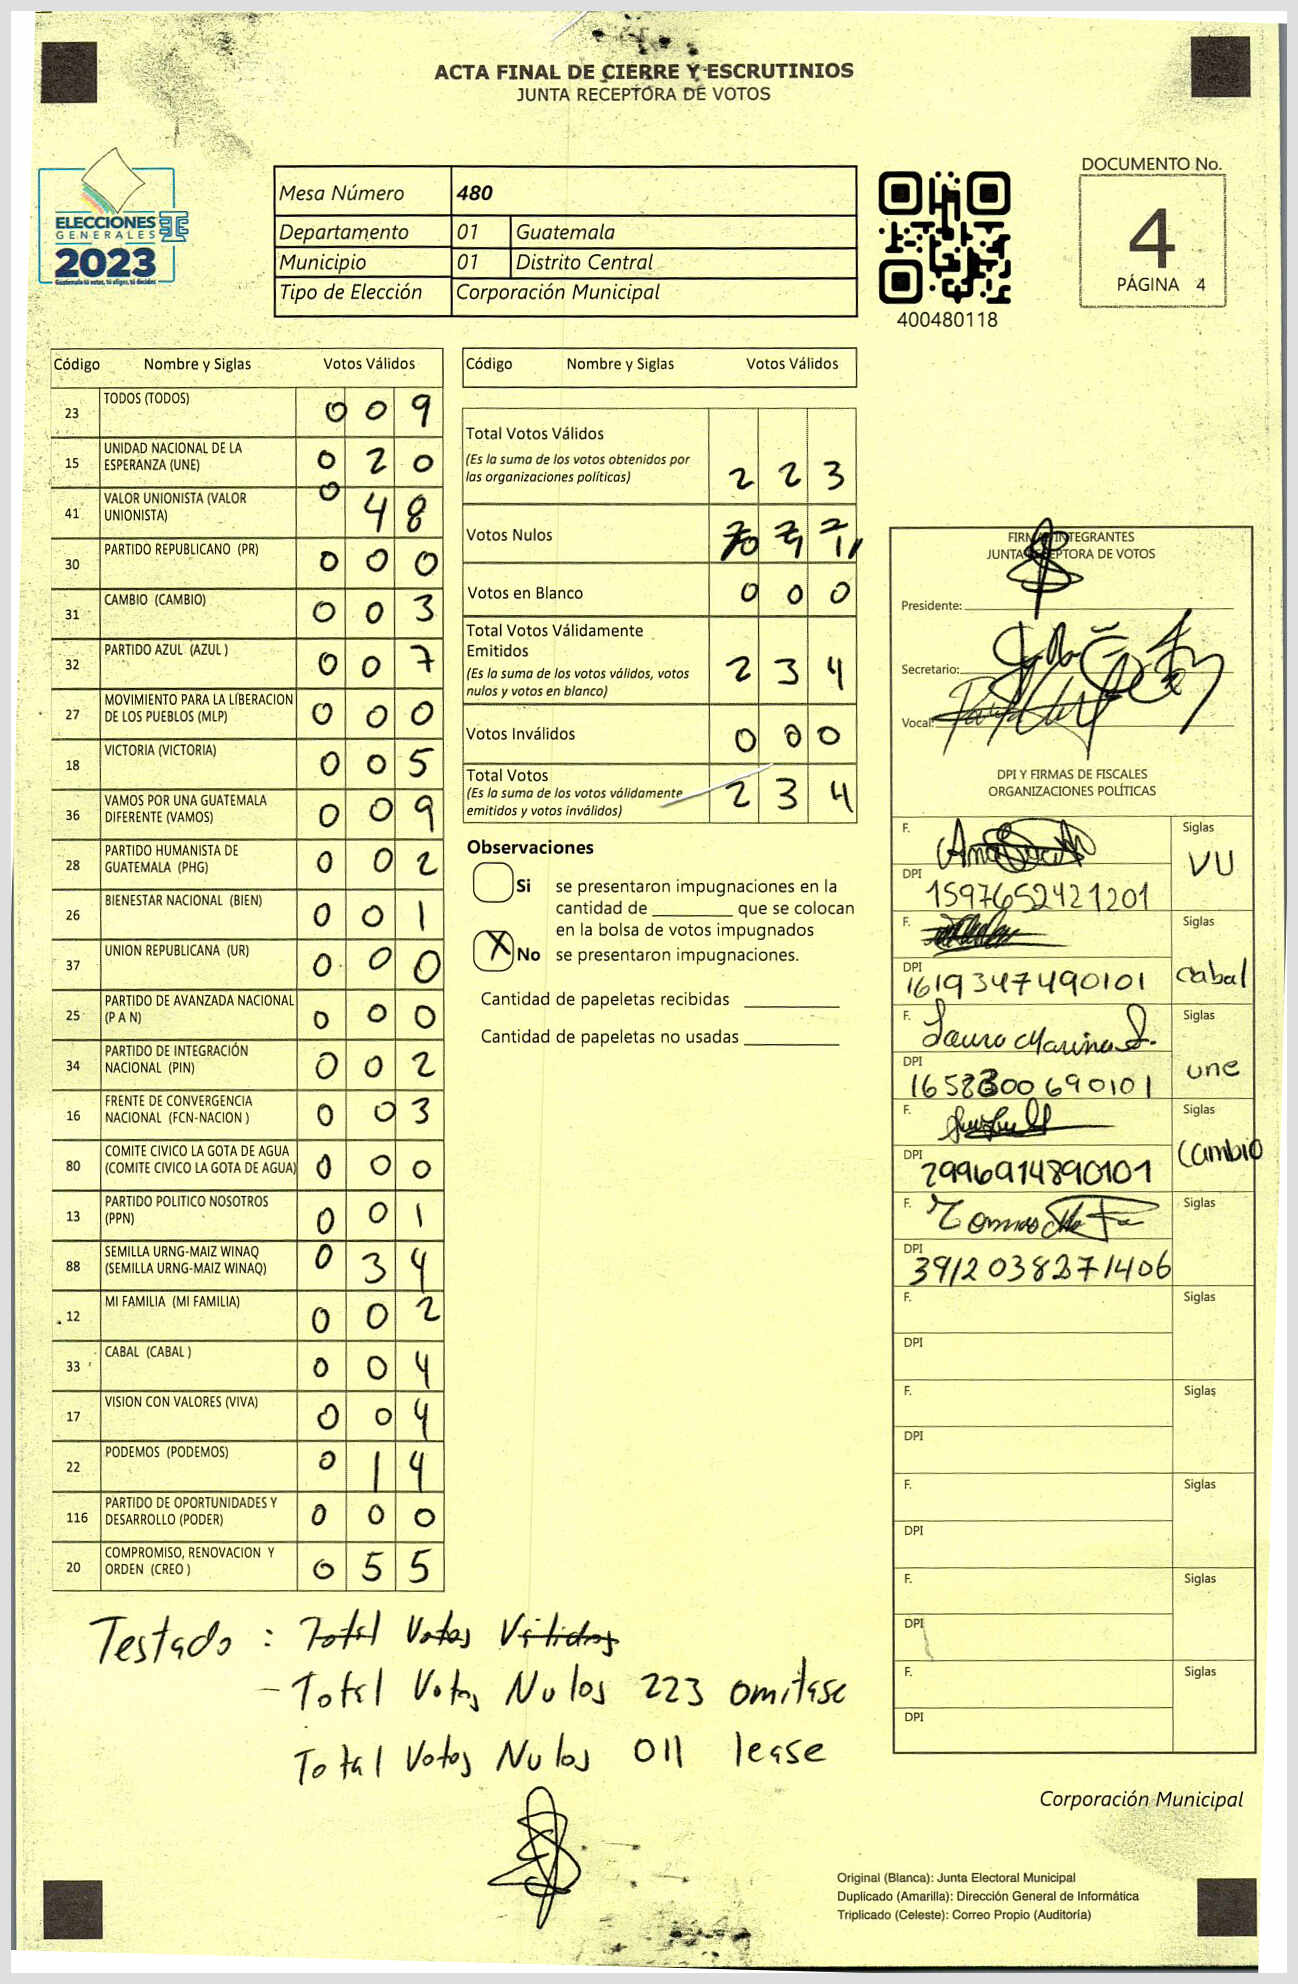 ACTA FINAL DE CIERRE Y ESCRUTINIOS
JUNTA RECEPTORA DE VOTOS
ELECCIONES
GENERALES
2023
Guatemala tú votas, tú eliges, tú decides
Mesa Número 480
Departamento 01 Guatemala
Municipio 01 Distrito Central
Tipo de Elección Corporación Municipal
400480118
DOCUMENTO No.
4
PÁGINA 4
Código Nombre y Siglas Votos Válidos
23 TODOS (TODOS) 0 0 9
15 UNIDAD NACIONAL DE LA ESPERANZA (UNE) 0 2 0
41 VALOR UNIONISTA (VALOR UNIONISTA) 0 4 8
30 PARTIDO REPUBLICANO (PR) 0 0 0
31 CAMBIO (CAMBIO) 0 0 3
32 PARTIDO AZUL (AZUL ) 0 0 7
27 MOVIMIENTO PARA LA LIBERACION DE LOS PUEBLOS (MLP) 0 0 0
18 VICTORIA (VICTORIA) 0 0 5
36 VAMOS POR UNA GUATEMALA DIFERENTE (VAMOS) 0 0 9
28 PARTIDO HUMANISTA DE GUATEMALA (PHG) 0 0 2
26 BIENESTAR NACIONAL (BIEN) 0 0 1
37 UNION REPUBLICANA (UR) 0 0 0
25 PARTIDO DE AVANZADA NACIONAL (P A N) 0 0 0
34 PARTIDO DE INTEGRACIÓN NACIONAL (PIN) 0 0 2
16 FRENTE DE CONVERGENCIA NACIONAL (FCN-NACION ) 0 0 3
80 COMITE CIVICO LA GOTA DE AGUA (COMITE CIVICO LA GOTA DE AGUA) 0 0 0
13 PARTIDO POLITICO NOSOTROS (PPN) 0 0 1
88 SEMILLA URNG-MAIZ WINAQ (SEMILLA URNG-MAIZ WINAQ) 0 3 4
12 MI FAMILIA (MI FAMILIA) 0 0 2
33 CABAL (CABAL ) 0 0 4
17 VISION CON VALORES (VIVA) 0 0 4
22 PODEMOS (PODEMOS) 0 1 4
116 PARTIDO DE OPORTUNIDADES Y DESARROLLO (PODER) 0 0 0
20 COMPROMISO, RENOVACION Y ORDEN (CREO ) 0 5 5
Código Nombre y Siglas Votos Válidos
Total Votos Válidos 2 2 3
(Es la suma de los votos obtenidos por
las organizaciones políticas)
Votos Nulos
Votos en Blanco 0 0 0
Total Votos Válidamente
Emitidos 2 3 4
(Es la suma de los votos válidos, votos
nulos y votos en blanco)
Votos Inválidos 0 0 0
Total Votos 2 3 4
(Es la suma de los votos válidamente
emitidos y votos inválidos)
Observaciones
Si se presentaron impugnaciones en la
cantidad de ________ que se colocan
en la bolsa de votos impugnados
X No se presentaron impugnaciones.
Cantidad de papeletas recibidas
Cantidad de papeletas no usadas
FIRMAS INTEGRANTES
JUNTA RECEPTORA DE VOTOS
Presidente:
Secretario:
Vocal:
DPI Y FIRMAS DE FISCALES
ORGANIZACIONES POLÍTICAS
F. Siglas VU
DPI 1597652421201
F. Siglas cabal
DPI 1619347490101
F. Siglas une
DPI
F. Siglas Cambio
DPI 2996914890101
F. Siglas
DPI 3912038271406
F. Siglas
DPI
F. Siglas
DPI
F. Siglas
DPI
F. Siglas
DPI
F. Siglas
DPI
Testado : Total Votos Válidos
- Total Votos Nulos 223 omitase
Total Votos Nulos 011 lease
Corporación Municipal
Original (Blanca): Junta Electoral Municipal
Duplicado (Amarilla): Dirección General de Informática
Triplicado (Celeste): Correo Propio (Auditoría)